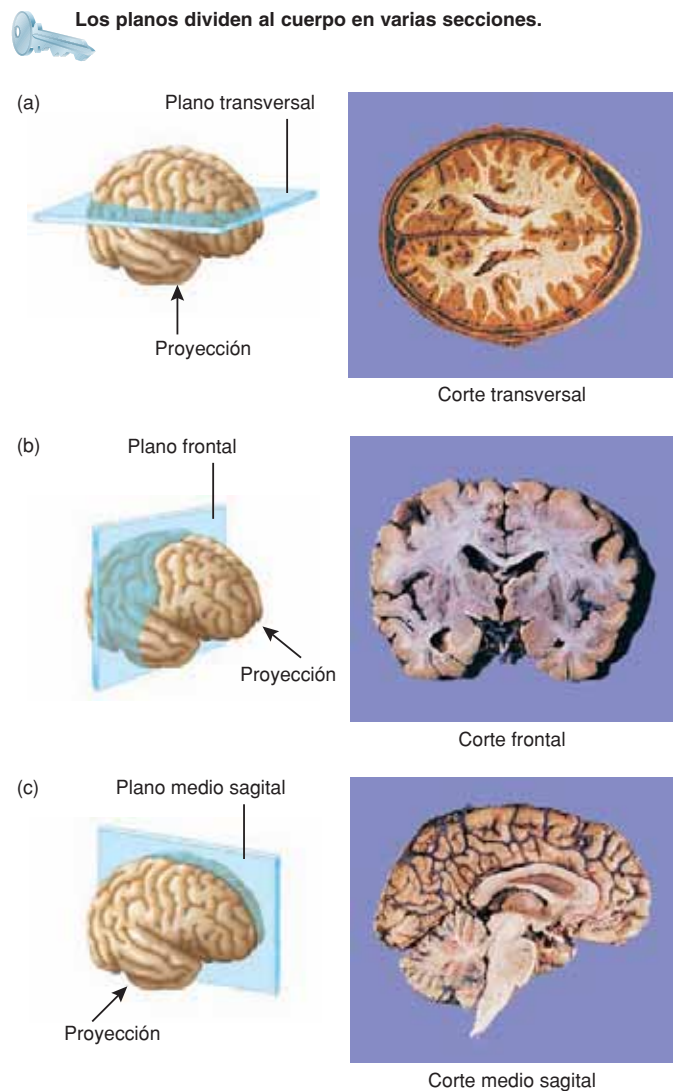 Los planos dividen al cuerpo en varias secciones.
(a)
Plano transversal
Proyección
Corte transversal
(b)
Plano frontal
Proyección
Corte frontal
(c)
Plano medio sagital
Proyección
Corte medio sagital